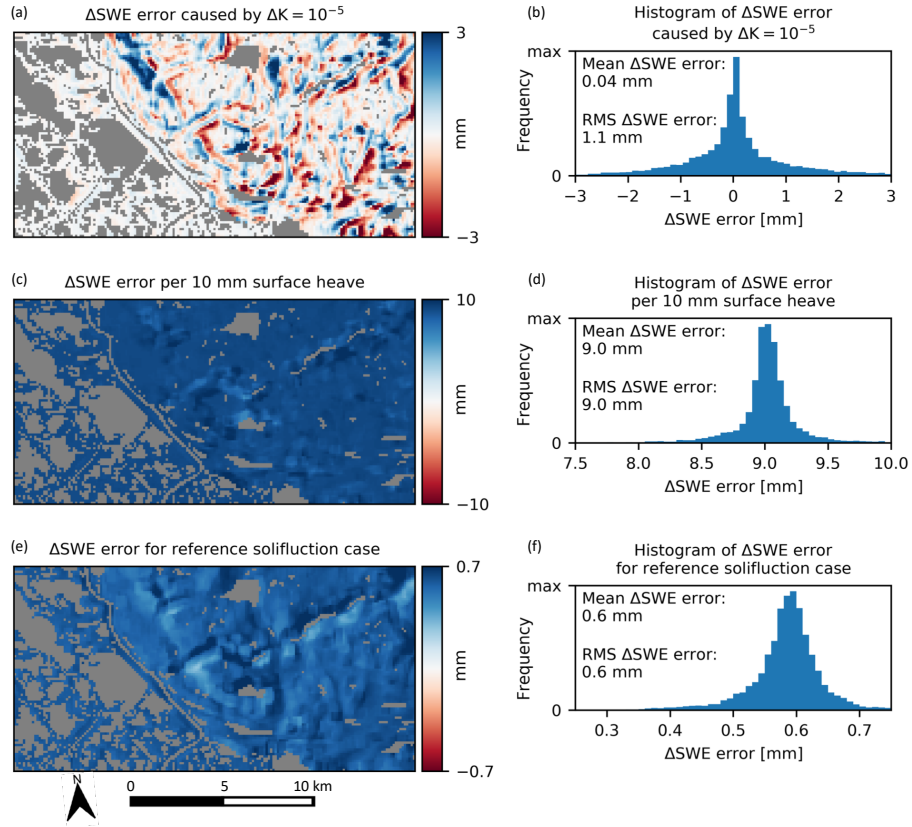 (a)
ΔSWE error caused by ΔK = 10⁻⁵
3
mm
−3
(b)
Histogram of ΔSWE error
caused by ΔK = 10⁻⁵
max
Mean ΔSWE error:
0.04 mm
RMS ΔSWE error:
1.1 mm
Frequency
0
−3 −2 −1 0 1 2 3
ΔSWE error [mm]
(c)
ΔSWE error per 10 mm surface heave
10
mm
−10
(d)
Histogram of ΔSWE error
per 10 mm surface heave
max
Mean ΔSWE error:
9.0 mm
RMS ΔSWE error:
9.0 mm
Frequency
0
7.5 8.0 8.5 9.0 9.5 10.0
ΔSWE error [mm]
(e)
ΔSWE error for reference solifluction case
0.7
mm
−0.7
N
0 5 10 km
(f)
Histogram of ΔSWE error
for reference solifluction case
max
Mean ΔSWE error:
0.6 mm
RMS ΔSWE error:
0.6 mm
Frequency
0
0.3 0.4 0.5 0.6 0.7
ΔSWE error [mm]